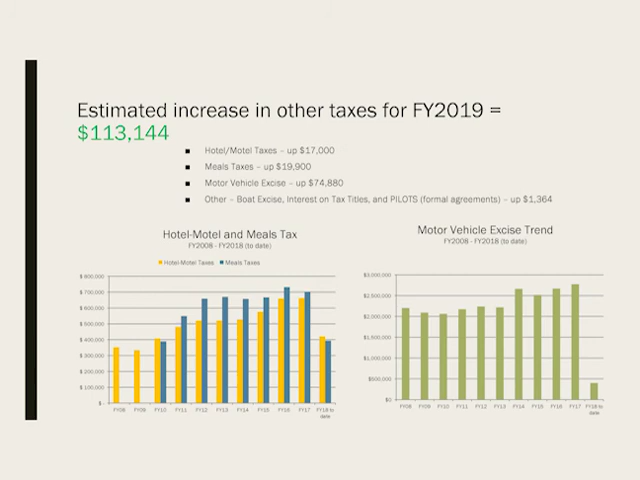 Estimated increase in other taxes for FY2019 =
$113,144
■ Hotel/Motel Taxes – up $17,000
■ Meals Taxes – up $19,900
■ Motor Vehicle Excise – up $74,880
■ Other - Boat Excise, Interest on Tax Titles, and PILOTS (formal agreements) – up $1,364
Hotel-Motel and Meals Tax
FY2008 - FY2018 (to date)
Hotel-Motel Taxes Meals Taxes
$ 800,000
$ 700,000
$ 600,000
$ 500,000
$ 400,000
$ 300,000
$ 200,000
$ 100,000
$ -
FY08 FY09 FY10 FY11 FY12 FY13 FY14 FY15 FY16 FY17 FY18 to
date
Motor Vehicle Excise Trend
FY2008 - FY2018 (to date)
$3,000,000
$2,500,000
$2,000,000
$1,500,000
$1,000,000
$500,000
$0
FY08 FY09 FY10 FY11 FY12 FY13 FY14 FY15 FY16 FY17 FY18 to
date